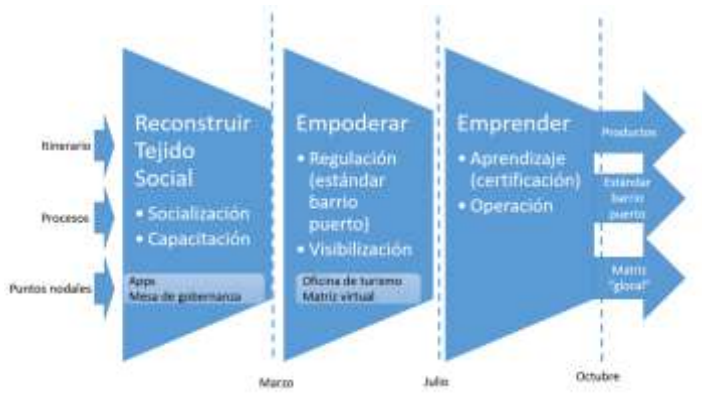 Itinerario
Procesos
Puntos nodales
Reconstruir
Tejido
Social
• Socialización
• Capacitación
Apps
Mesa de gobernanza
Empoderar
• Regulación
(estándar
barrio
puerto)
• Visibilización
Oficina de turismo
Matriz virtual
Emprender
• Aprendizaje
(certificación)
• Operación
Productos
Estándar
barrio
puerto
Matriz
"glocal"
Marzo
Julio
Octubre